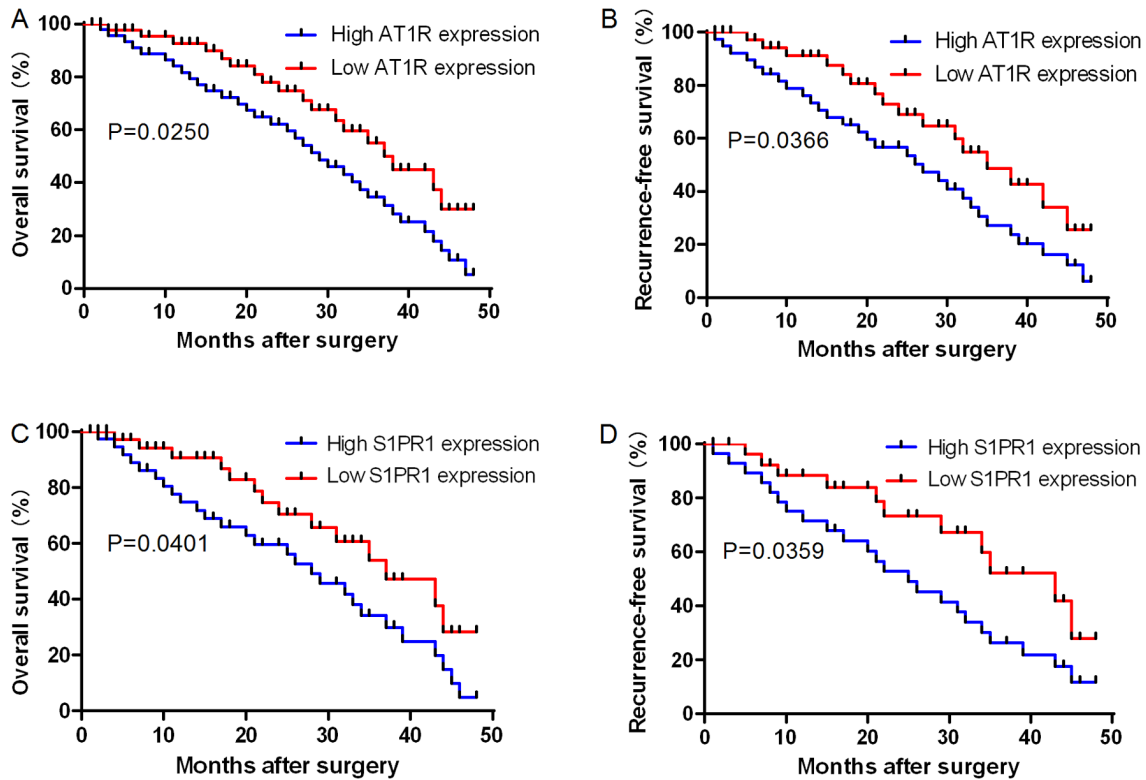 A
High AT1R expression
Low AT1R expression
P=0.0250
Overall survival (%)
100
80
60
40
20
0
0 10 20 30 40 50
Months after surgery
B
High AT1R expression
Low AT1R expression
P=0.0366
Recurrence-free survival (%)
100
80
60
40
20
0
0 10 20 30 40 50
Months after surgery
C
High S1PR1 expression
Low S1PR1 expression
P=0.0401
Overall survival (%)
100
80
60
40
20
0
0 10 20 30 40 50
Months after surgery
D
High S1PR1 expression
Low S1PR1 expression
P=0.0359
Recurrence-free survival (%)
100
80
60
40
20
0
0 10 20 30 40 50
Months after surgery